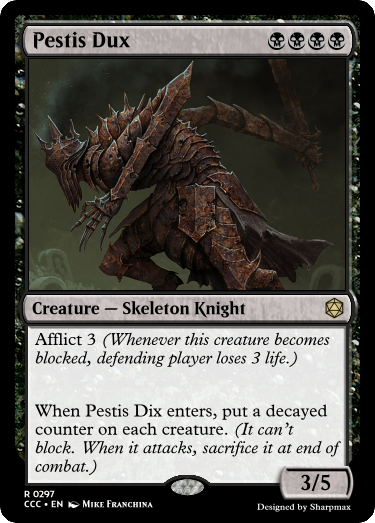 Pestis Dux
Creature — Skeleton Knight
Afflict 3 (Whenever this creature becomes
blocked, defending player loses 3 life.)
When Pestis Dix enters, put a decayed
counter on each creature. (It can't
block. When it attacks, sacrifice it at end of
combat.)
3/5
R 0297
CCC • EN Mike Franchina
Designed by Sharpmax